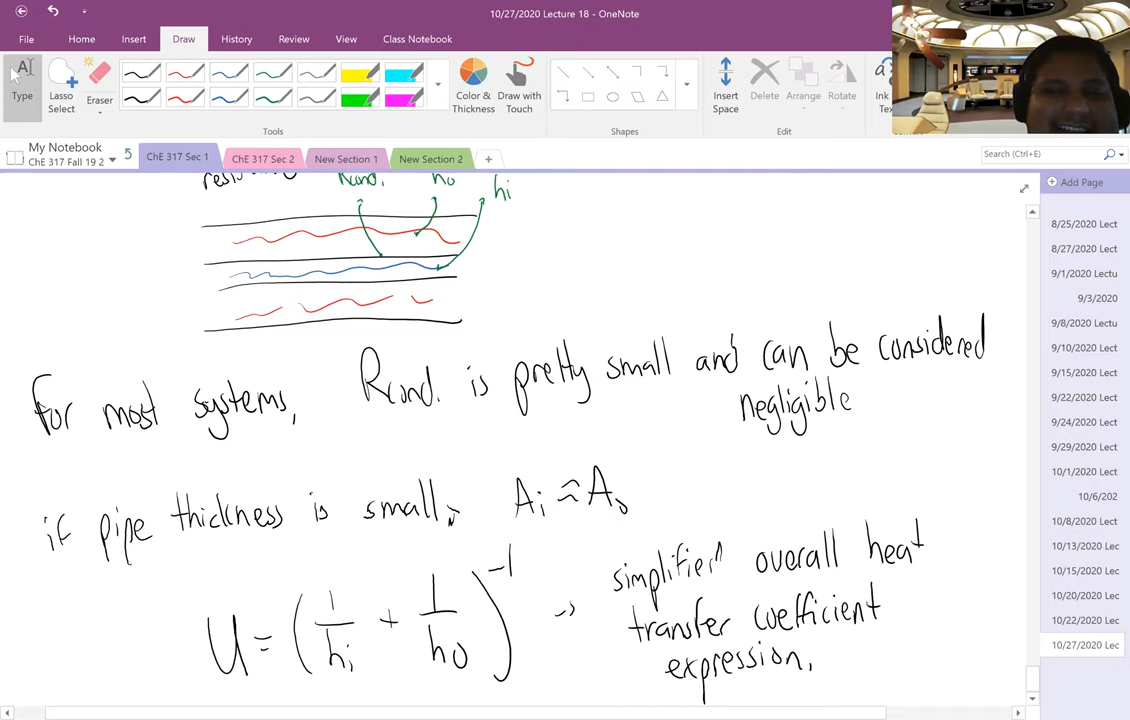 10/27/2020 Lecture 18 - OneNote
File Home Insert Draw History Review View Class Notebook
Type
Lasso Select
Eraser
Color & Thickness
Draw with Touch
Insert Space
Delete
Arrange
Rotate
Tools
Shapes
Edit
My Notebook
ChE 317 Fall 19 2
ChE 317 Sec 1
ChE 317 Sec 2
New Section 1
New Section 2
Search (Ctrl+E)
Add Page
8/25/2020 Lect
8/27/2020 Lect
9/1/2020 Lectu
9/3/2020
9/8/2020 Lectu
9/10/2020 Lect
9/15/2020 Lect
9/22/2020 Lect
9/24/2020 Lect
9/29/2020 Lect
10/1/2020 Lect
10/6/202
10/8/2020 Lect
10/13/2020 Lec
10/15/2020 Lec
10/20/2020 Lec
10/22/2020 Lec
10/27/2020 Lec
Rcond. ho hi
For most systems, Rcond. is pretty small and can be considered
negligible
if pipe thickness is small, Ai ≈ Ao
U = (1/hi + 1/ho)^-1 → simplified overall heat
transfer coefficient
expression.